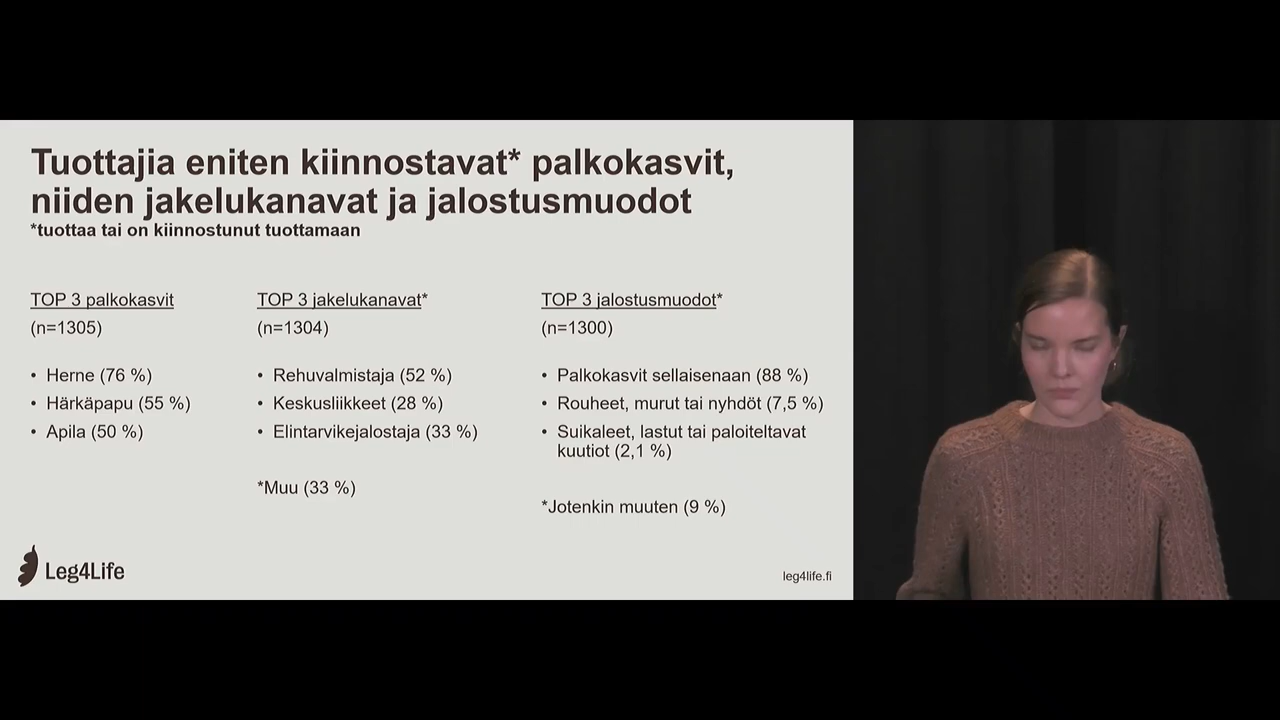 Tuottajia eniten kiinnostavat* palkokasvit,
niiden jakelukanavat ja jalostusmuodot
*tuottaa tai on kiinnostunut tuottamaan
TOP 3 palkokasvit
(n=1305)
• Herne (76 %)
• Härkäpapu (55 %)
• Apila (50 %)
TOP 3 jakelukanavat*
(n=1304)
• Rehuvalmistaja (52 %)
• Keskusliikkeet (28 %)
• Elintarvikejalostaja (33 %)
*Muu (33 %)
TOP 3 jalostusmuodot*
(n=1300)
• Palkokasvit sellaisenaan (88 %)
• Rouheet, murut tai nyhdöt (7,5 %)
• Suikaleet, lastut tai paloiteltavat
kuutiot (2,1 %)
*Jotenkin muuten (9 %)
Leg4Life
leg4life.fi